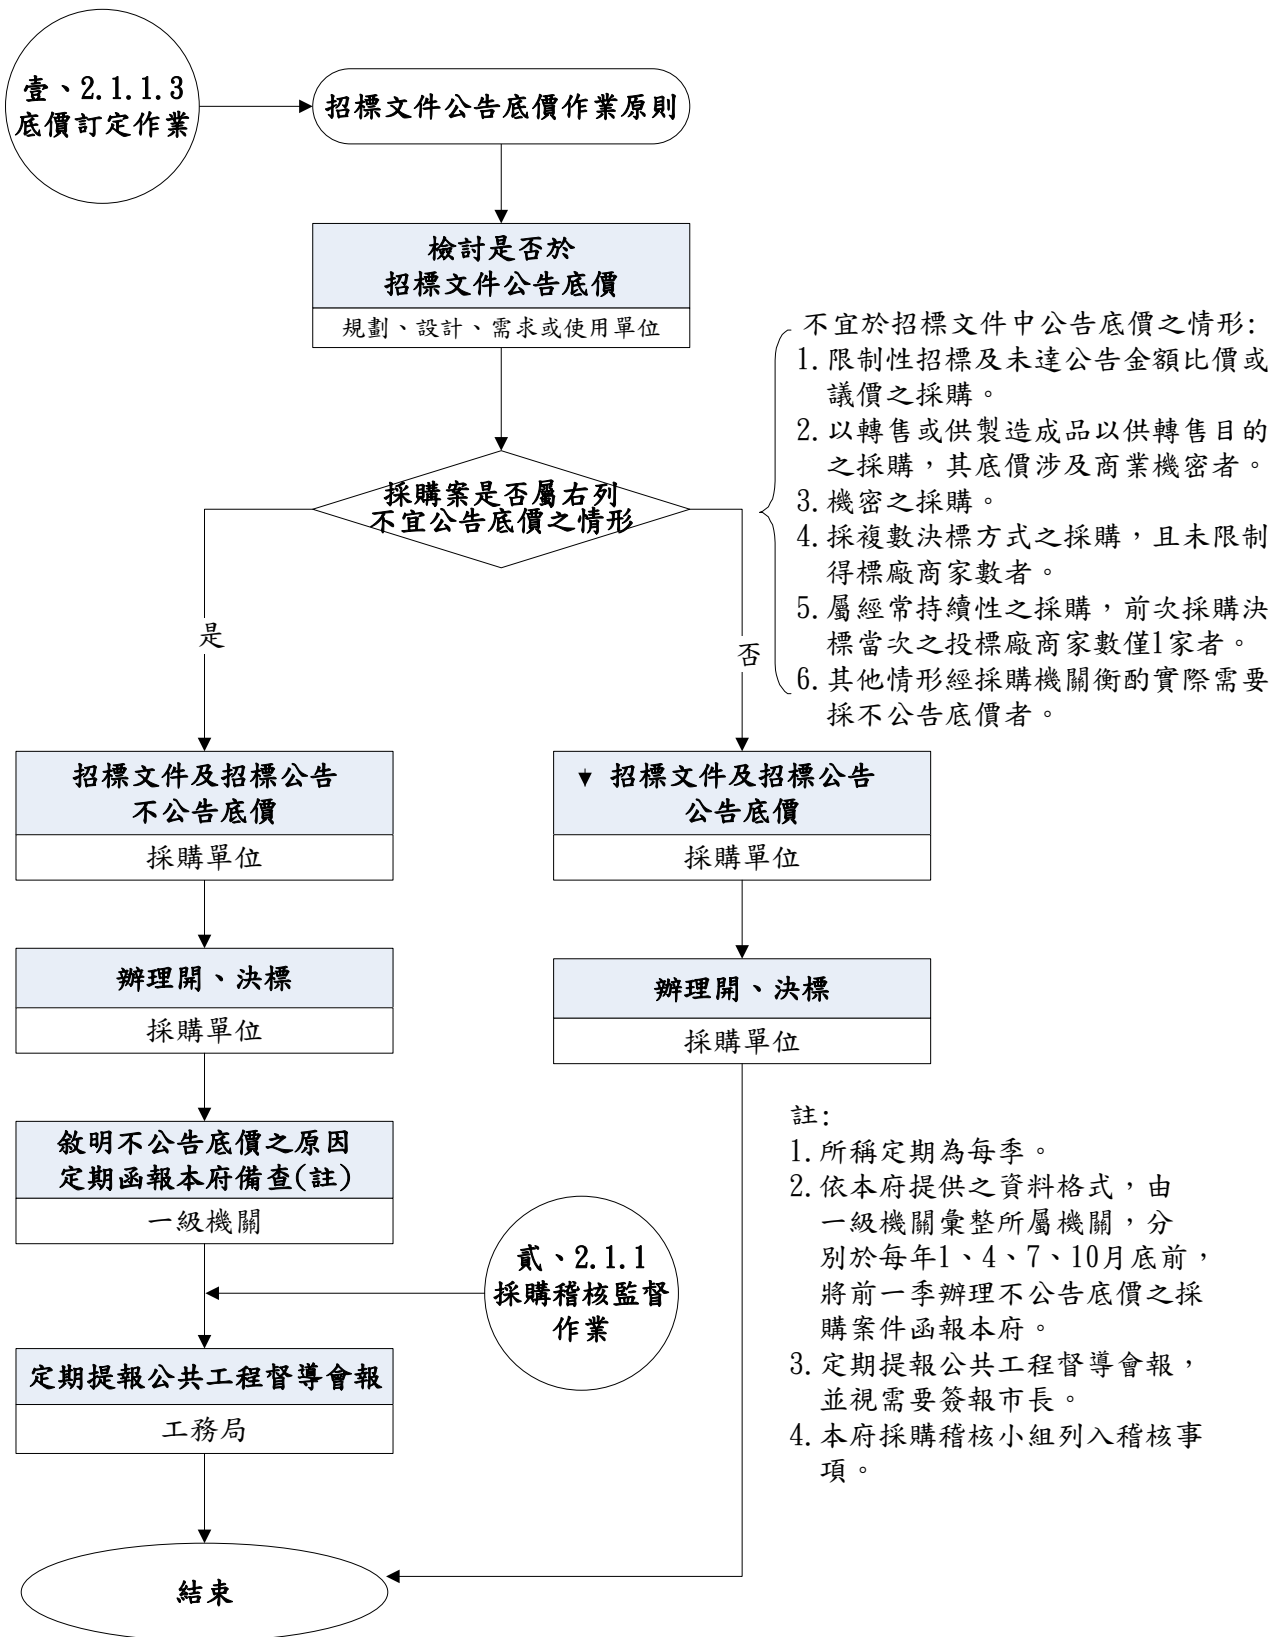 壹、2.1.1.3
底價訂定作業
招標文件公告底價作業原則
檢討是否於
招標文件公告底價
規劃、設計、需求或使用單位
不宜於招標文件中公告底價之情形:
1.限制性招標及未達公告金額比價或
議價之採購。
2.以轉售或供製造成品以供轉售目的
之採購，其底價涉及商業機密者。
3.機密之採購。
4.採複數決標方式之採購，且未限制
得標廠商家數者。
5.屬經常持續性之採購，前次採購決
標當次之投標廠商家數僅1家者。
6.其他情形經採購機關衡酌實際需要
採不公告底價者。
採購案是否屬右列
不宜公告底價之情形
是
否
招標文件及招標公告
不公告底價
採購單位
招標文件及招標公告
公告底價
採購單位
辦理開、決標
採購單位
辦理開、決標
採購單位
敘明不公告底價之原因
定期函報本府備查(註)
一級機關
貳、2.1.1
採購稽核監督
作業
定期提報公共工程督導會報
工務局
註:
1.所稱定期為每季。
2.依本府提供之資料格式，由
一級機關彙整所屬機關，分
別於每年1、4、7、10月底前，
將前一季辦理不公告底價之採
購案件函報本府。
3.定期提報公共工程督導會報，
並視需要簽報市長。
4.本府採購稽核小組列入稽核事
項。
結束